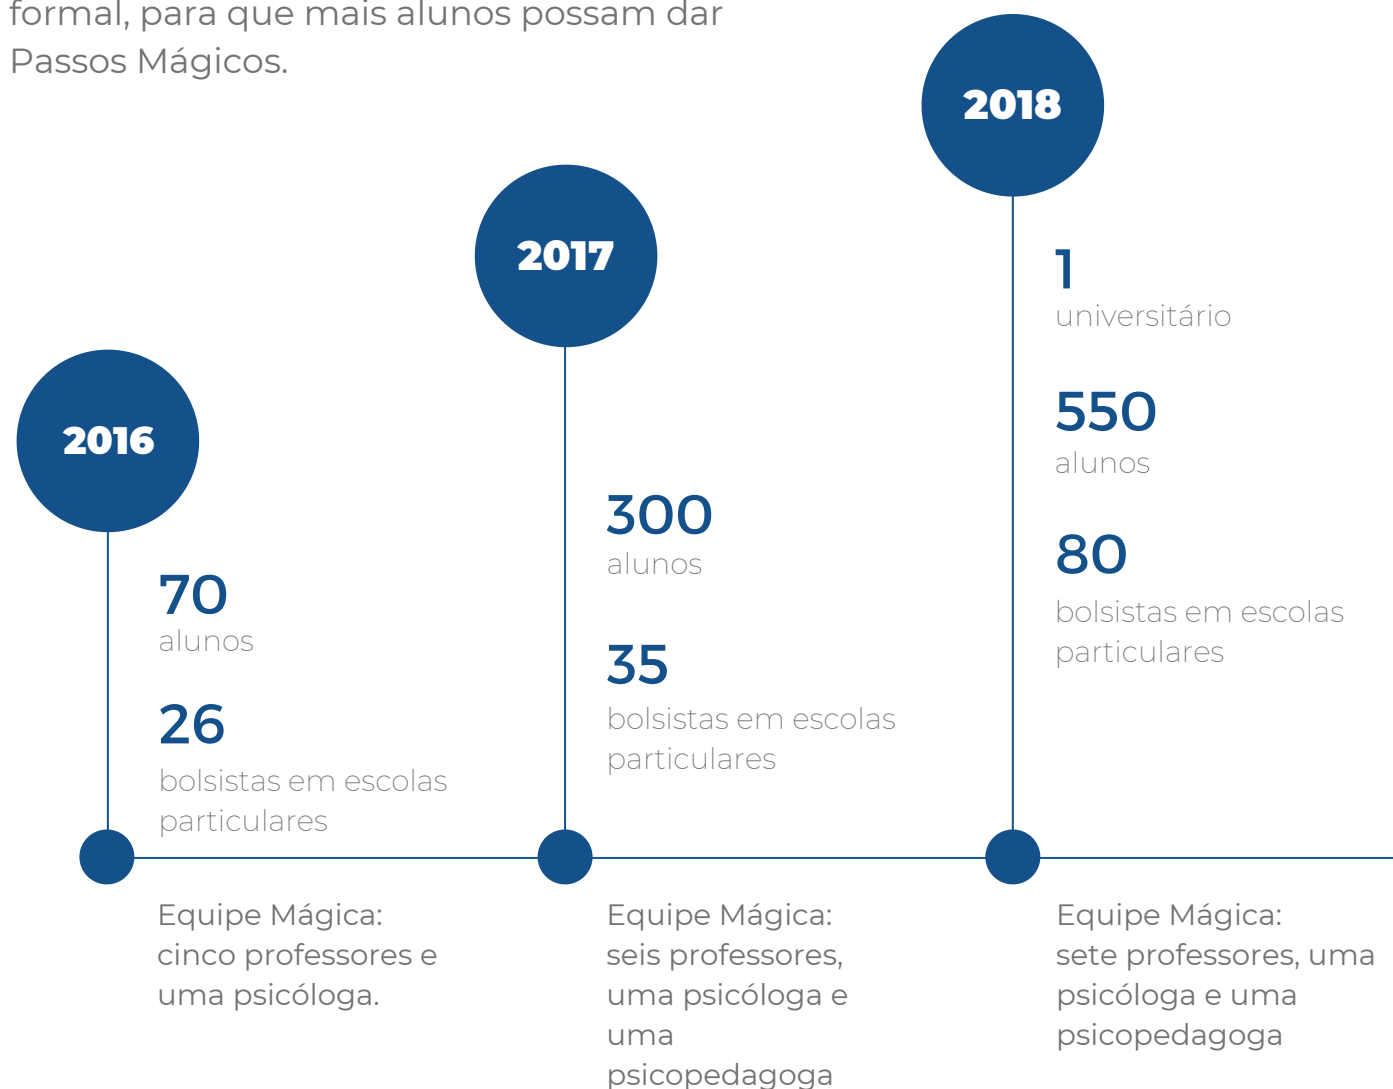 formal, para que mais alunos possam dar
Passos Mágicos.
2016
70
alunos
26
bolsistas em escolas
particulares
Equipe Mágica:
cinco professores e
uma psicóloga.
2017
300
alunos
35
bolsistas em escolas
particulares
Equipe Mágica:
seis professores,
uma psicóloga e
uma
psicopedagoga
2018
1
universitário
550
alunos
80
bolsistas em escolas
particulares
Equipe Mágica:
sete professores, uma
psicóloga e uma
psicopedagoga